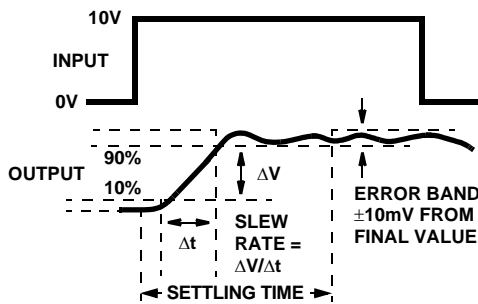 10V
INPUT
0V
90%
OUTPUT
10%
ΔV
Δt
SLEW
RATE =
ΔV/Δt
ERROR BAND
±10mV FROM
FINAL VALUE
SETTLING TIME